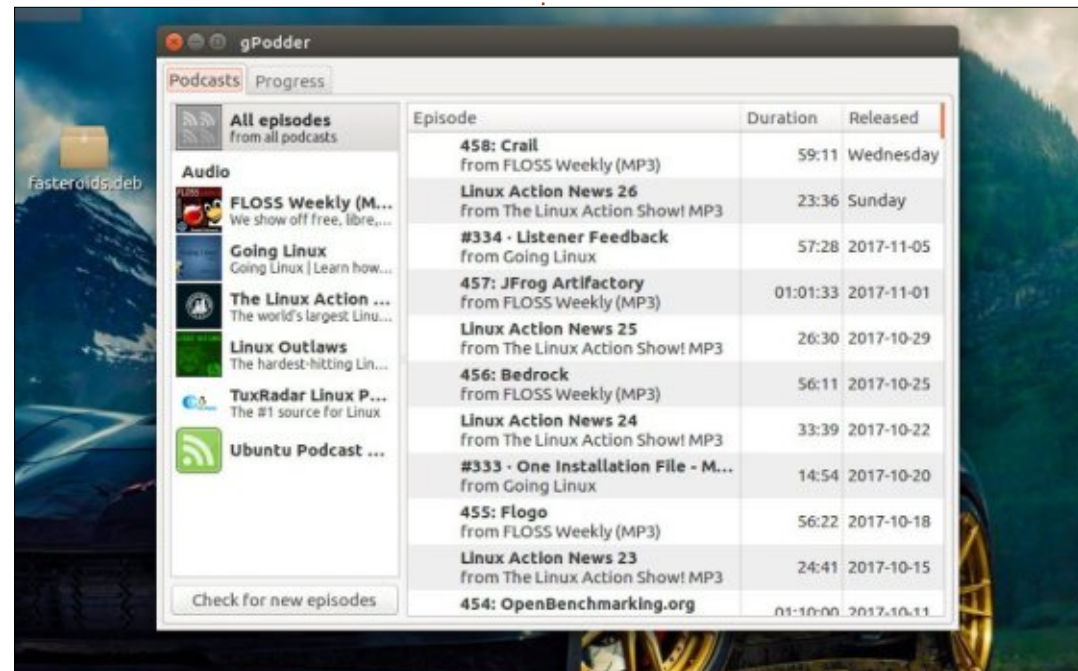 gPodder
Podcasts Progress
All episodes
from all podcasts
Audio
FLOSS Weekly (M...
We show off free, libre,...
Going Linux
Going Linux | Learn how...
The Linux Action ...
The world's largest Linu...
Linux Outlaws
The hardest-hitting Lin...
TuxRadar Linux P...
The #1 source for Linux
Ubuntu Podcast ...
Check for new episodes
Episode Duration Released
458: Crail
from FLOSS Weekly (MP3)
59:11 Wednesday
Linux Action News 26
from The Linux Action Show! MP3
23:36 Sunday
#334 · Listener Feedback
from Going Linux
57:28 2017-11-05
457: JFrog Artifactory
from FLOSS Weekly (MP3)
01:01:33 2017-11-01
Linux Action News 25
from The Linux Action Show! MP3
26:30 2017-10-29
456: Bedrock
from FLOSS Weekly (MP3)
56:11 2017-10-25
Linux Action News 24
from The Linux Action Show! MP3
33:39 2017-10-22
#333 · One Installation File - M...
from Going Linux
14:54 2017-10-20
455: Flogo
from FLOSS Weekly (MP3)
56:22 2017-10-18
Linux Action News 23
from The Linux Action Show! MP3
24:41 2017-10-15
454: OpenBenchmarking.org
01:10:00 2017-10-11
fasteroids.deb